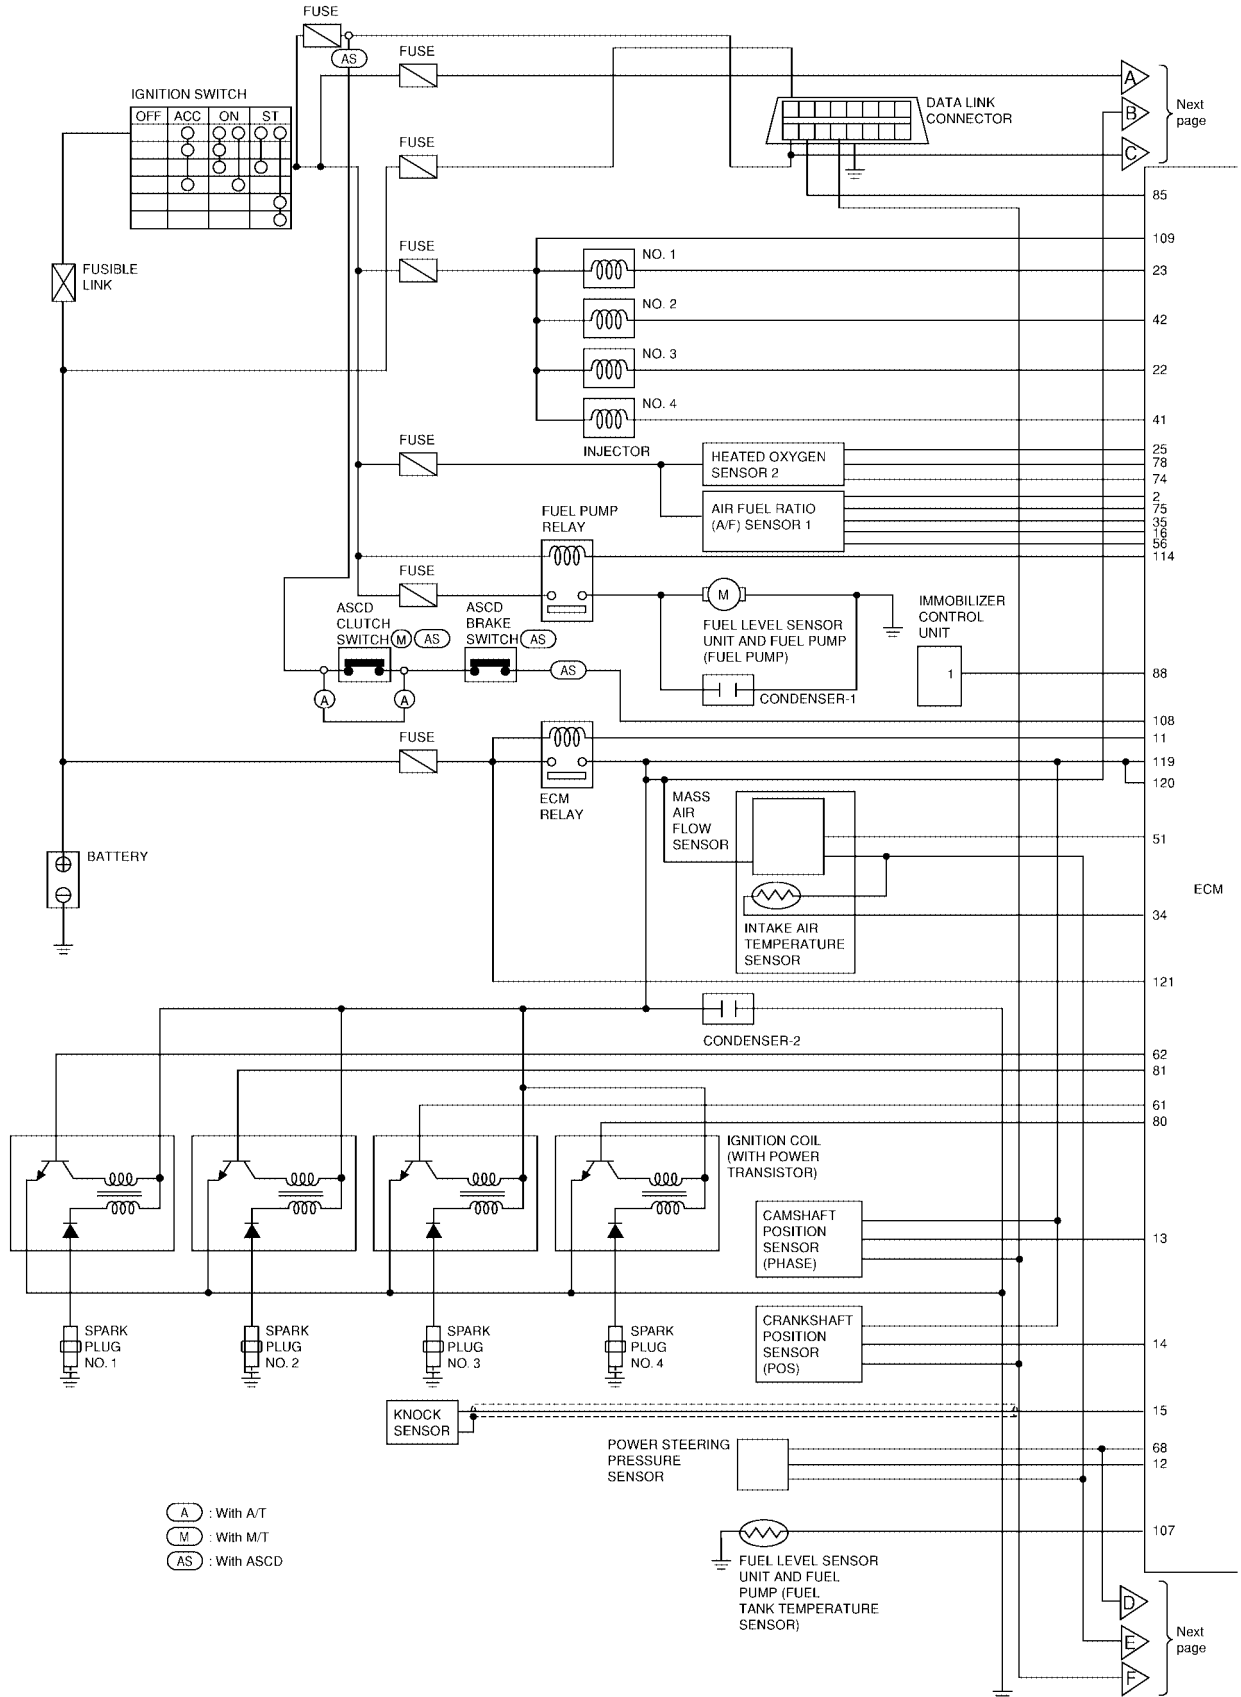 FUSE
AS
FUSE
IGNITION SWITCH
OFF ACC ON ST
A
DATA LINK
CONNECTOR
B
Next
page
C
FUSE
85
109
FUSE
NO. 1
23
FUSIBLE
LINK
NO. 2
42
NO. 3
22
NO. 4
41
INJECTOR
FUSE
HEATED OXYGEN
SENSOR 2
25
78
74
AIR FUEL RATIO
(A/F) SENSOR 1
2
75
35
16
56
114
FUEL PUMP
RELAY
FUSE
M
ASCD
CLUTCH
SWITCH M AS
ASCD
BRAKE
SWITCH AS
FUEL LEVEL SENSOR
UNIT AND FUEL PUMP
(FUEL PUMP)
IMMOBILIZER
CONTROL
UNIT
1
88
AS
A
A
CONDENSER-1
108
FUSE
11
119
120
ECM
RELAY
MASS
AIR
FLOW
SENSOR
51
BATTERY
ECM
34
INTAKE AIR
TEMPERATURE
SENSOR
121
CONDENSER-2
62
81
61
80
IGNITION COIL
(WITH POWER
TRANSISTOR)
CAMSHAFT
POSITION
SENSOR
(PHASE)
13
CRANKSHAFT
POSITION
SENSOR
(POS)
14
SPARK
PLUG
NO. 1
SPARK
PLUG
NO. 2
SPARK
PLUG
NO. 3
SPARK
PLUG
NO. 4
KNOCK
SENSOR
15
POWER STEERING
PRESSURE
SENSOR
68
12
A : With A/T
M : With M/T
AS : With ASCD
107
FUEL LEVEL SENSOR
UNIT AND FUEL
PUMP (FUEL
TANK TEMPERATURE
SENSOR)
D
E
Next
page
F